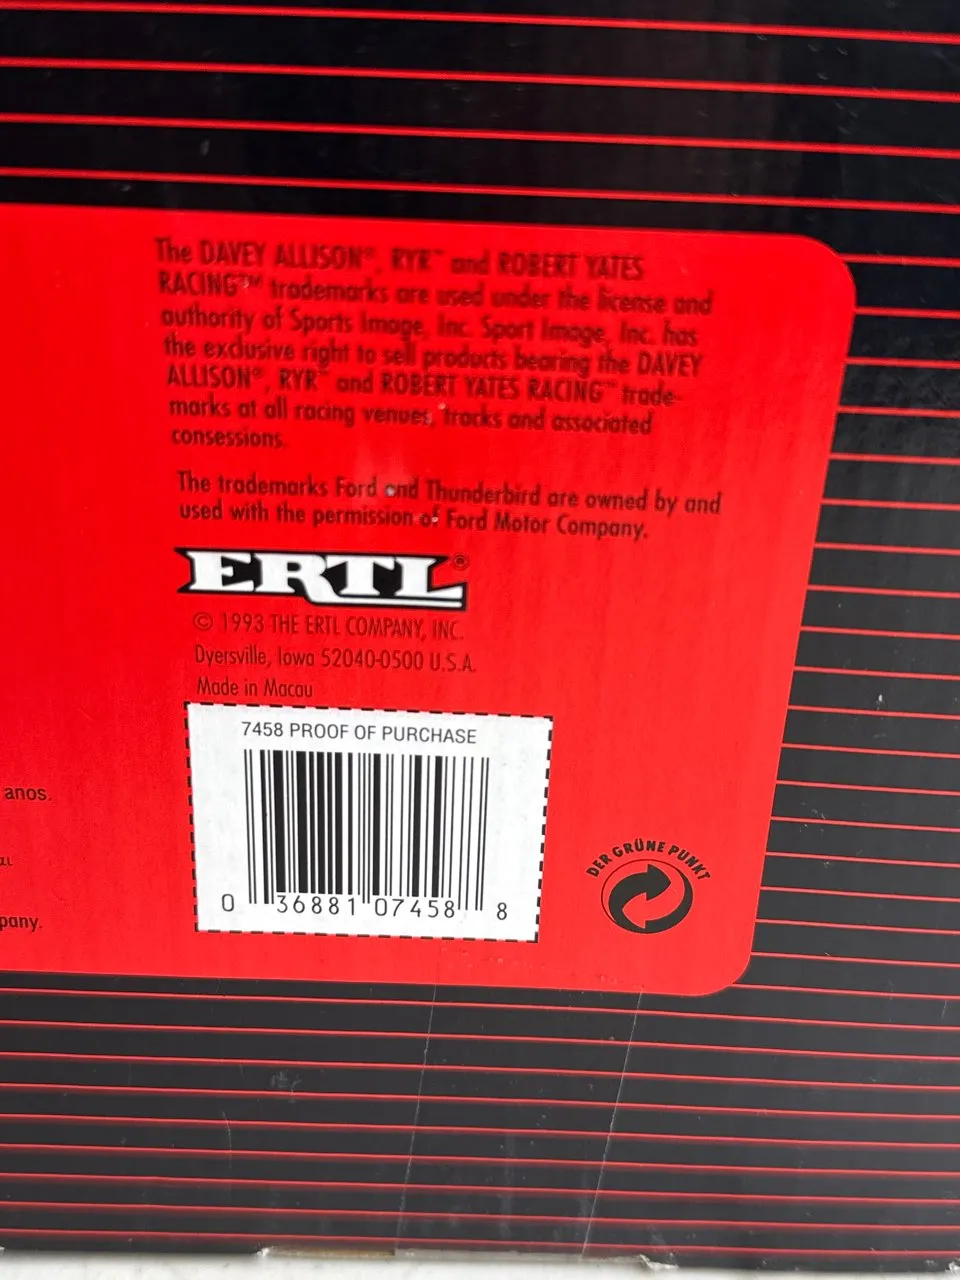 The DAVEY ALLISON®, RYR™ and ROBERT YATES
RACING™ trademarks are used under the license and
authority of Sports Image, Inc. Sport Image, Inc. has
the exclusive right to sell products bearing the DAVEY
ALLISON®, RYR™ and ROBERT YATES RACING™ trade-
marks at all racing venues, tracks and associated
consessions.
The trademarks Ford and Thunderbird are owned by and
used with the permission of Ford Motor Company.
ERTL®
© 1993 THE ERTL COMPANY, INC.
Dyersville, Iowa 52040-0500 U.S.A.
Made in Macau
7458 PROOF OF PURCHASE
0 36881 07458 8
anos.
pany.
DER GRÜNE PUNKT